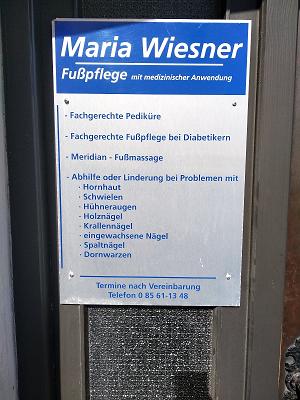 Maria Wiesner
Fußpflege mit medizinischer Anwendung
- Fachgerechte Pediküre
- Fachgerechte Fußpflege bei Diabetikern
- Meridian - Fußmassage
- Abhilfe oder Linderung bei Problemen mit
· Hornhaut
· Schwielen
· Hühneraugen
· Holznägel
· Krallennägel
· eingewachsene Nägel
· Spaltnägel
· Dornwarzen
Termine nach Vereinbarung
Telefon 0 85 61-13 48